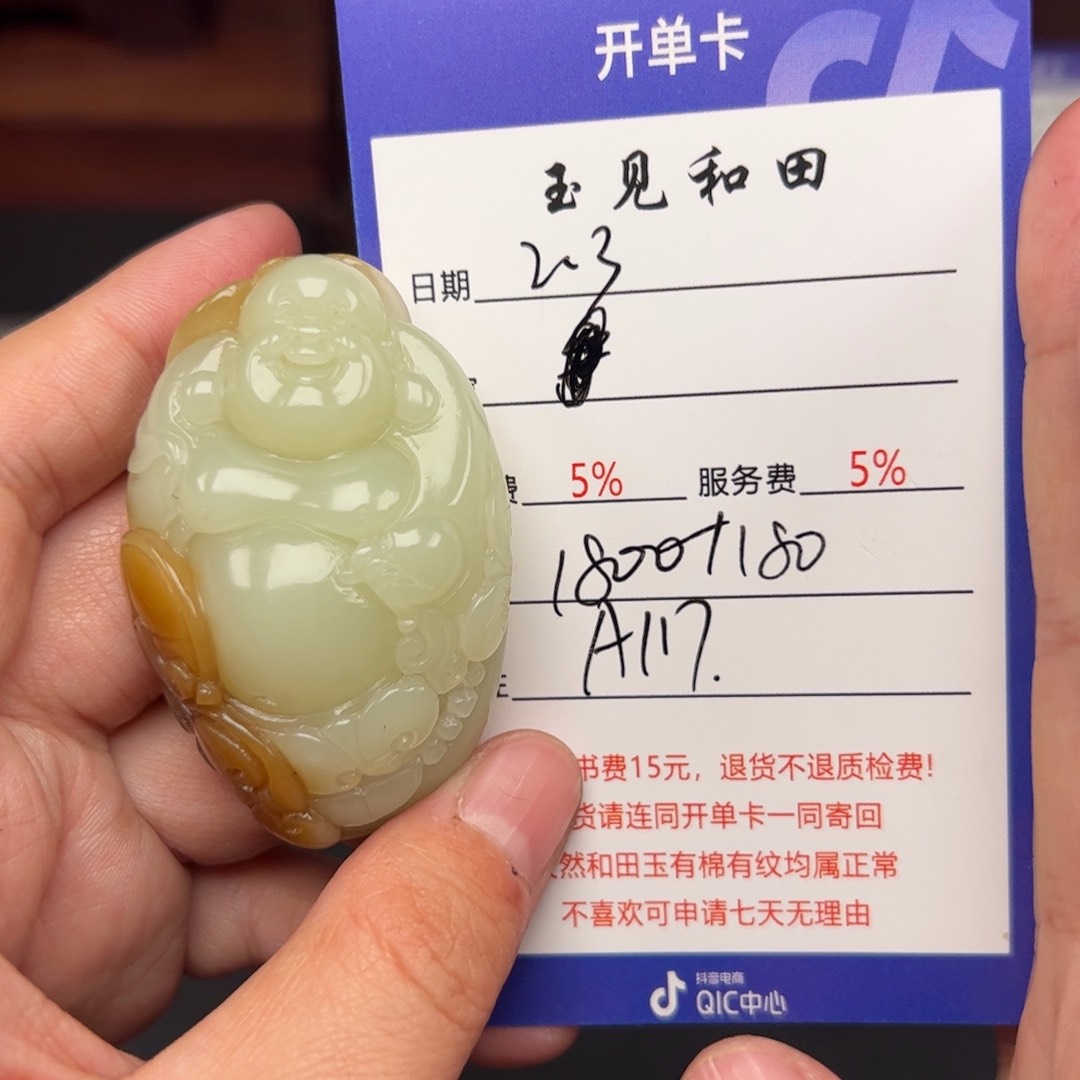 开单卡
玉见和田
日期 2.3
费 5% 服务费 5%
1800+180
A117.
书费15元，退货不退质检费!
货请连同开单卡一同寄回
然和田玉有棉有纹均属正常
不喜欢可申请七天无理由
抖音电商
QIC中心